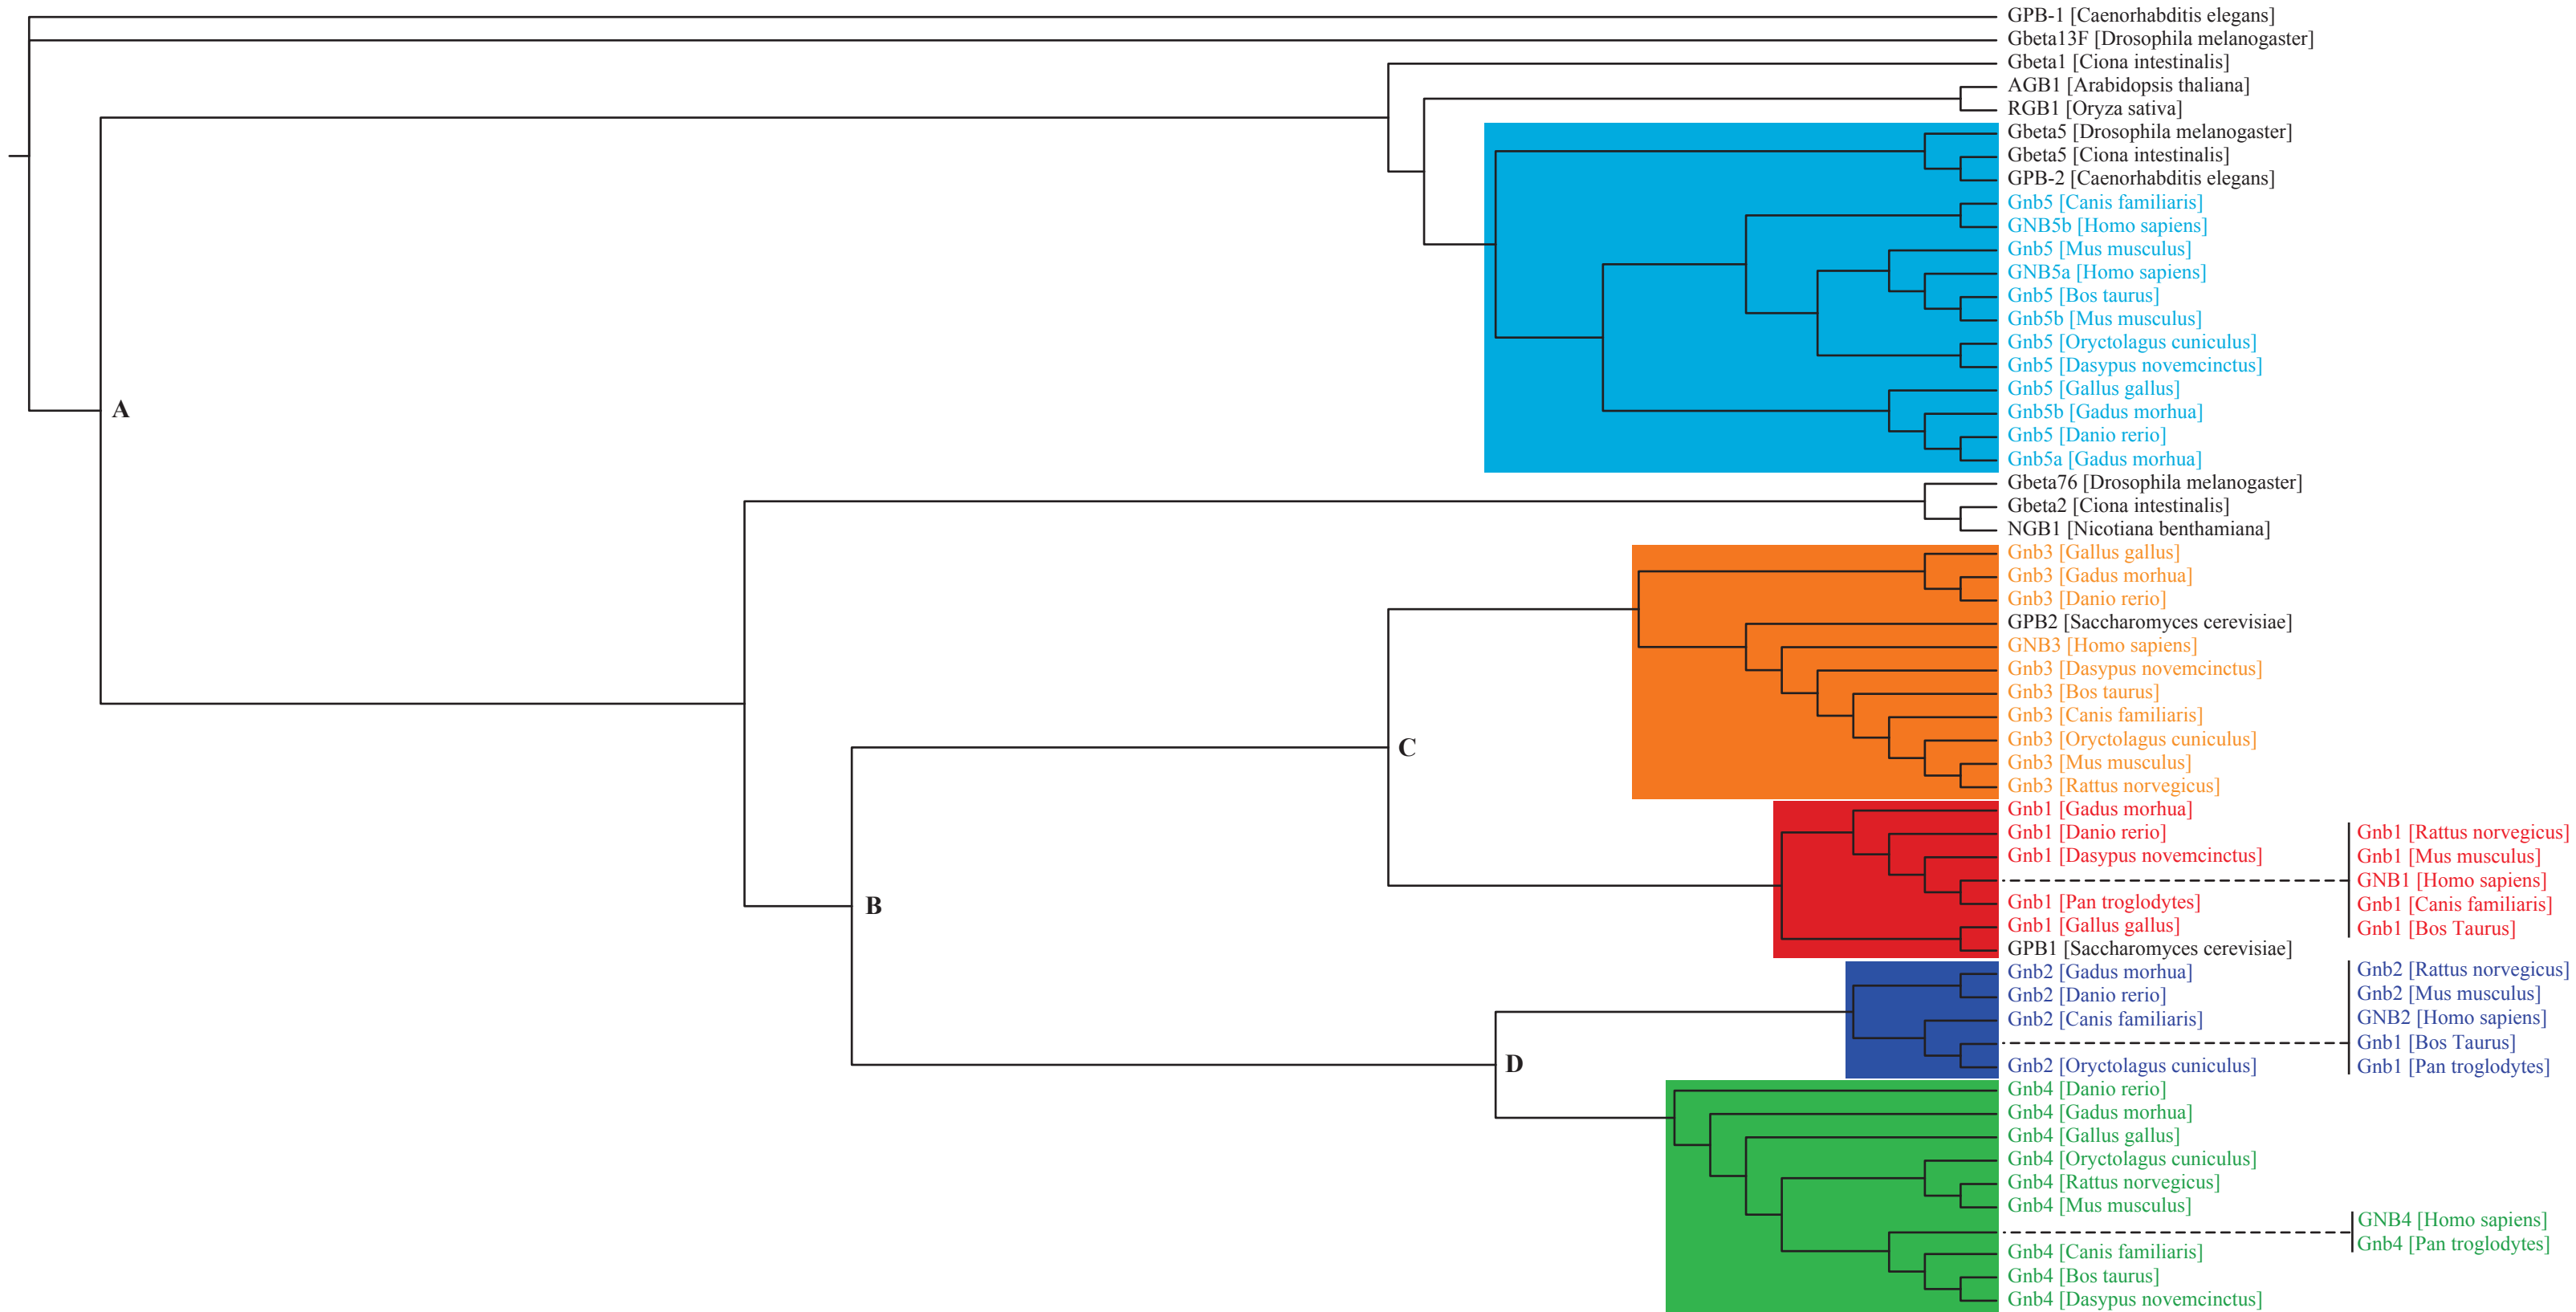 GPB-1 [Caenorhabditis elegans]
Gbeta13F [Drosophila melanogaster]
Gbeta1 [Ciona intestinalis]
AGB1 [Arabidopsis thaliana]
RGB1 [Oryza sativa]
Gbeta5 [Drosophila melanogaster]
Gbeta5 [Ciona intestinalis]
GPB-2 [Caenorhabditis elegans]
Gnb5 [Canis familiaris]
GNB5b [Homo sapiens]
Gnb5 [Mus musculus]
GNB5a [Homo sapiens]
Gnb5 [Bos taurus]
Gnb5b [Mus musculus]
Gnb5 [Oryctolagus cuniculus]
Gnb5 [Dasypus novemcinctus]
Gnb5 [Gallus gallus]
Gnb5b [Gadus morhua]
Gnb5 [Danio rerio]
Gnb5a [Gadus morhua]
Gbeta76 [Drosophila melanogaster]
Gbeta2 [Ciona intestinalis]
NGB1 [Nicotiana benthamiana]
Gnb3 [Gallus gallus]
Gnb3 [Gadus morhua]
Gnb3 [Danio rerio]
GPB2 [Saccharomyces cerevisiae]
GNB3 [Homo sapiens]
Gnb3 [Dasypus novemcinctus]
Gnb3 [Bos taurus]
Gnb3 [Canis familiaris]
Gnb3 [Oryctolagus cuniculus]
Gnb3 [Mus musculus]
Gnb3 [Rattus norvegicus]
Gnb1 [Gadus morhua]
Gnb1 [Danio rerio]
Gnb1 [Dasypus novemcinctus]
Gnb1 [Pan troglodytes]
Gnb1 [Gallus gallus]
GPB1 [Saccharomyces cerevisiae]
Gnb1 [Rattus norvegicus]
Gnb1 [Mus musculus]
GNB1 [Homo sapiens]
Gnb1 [Canis familiaris]
Gnb1 [Bos Taurus]
Gnb2 [Gadus morhua]
Gnb2 [Danio rerio]
Gnb2 [Canis familiaris]
Gnb2 [Oryctolagus cuniculus]
Gnb2 [Rattus norvegicus]
Gnb2 [Mus musculus]
GNB2 [Homo sapiens]
Gnb1 [Bos Taurus]
Gnb1 [Pan troglodytes]
Gnb4 [Danio rerio]
Gnb4 [Gadus morhua]
Gnb4 [Gallus gallus]
Gnb4 [Oryctolagus cuniculus]
Gnb4 [Rattus norvegicus]
Gnb4 [Mus musculus]
GNB4 [Homo sapiens]
Gnb4 [Pan troglodytes]
Gnb4 [Canis familiaris]
Gnb4 [Bos taurus]
Gnb4 [Dasypus novemcinctus]
A
B
C
D